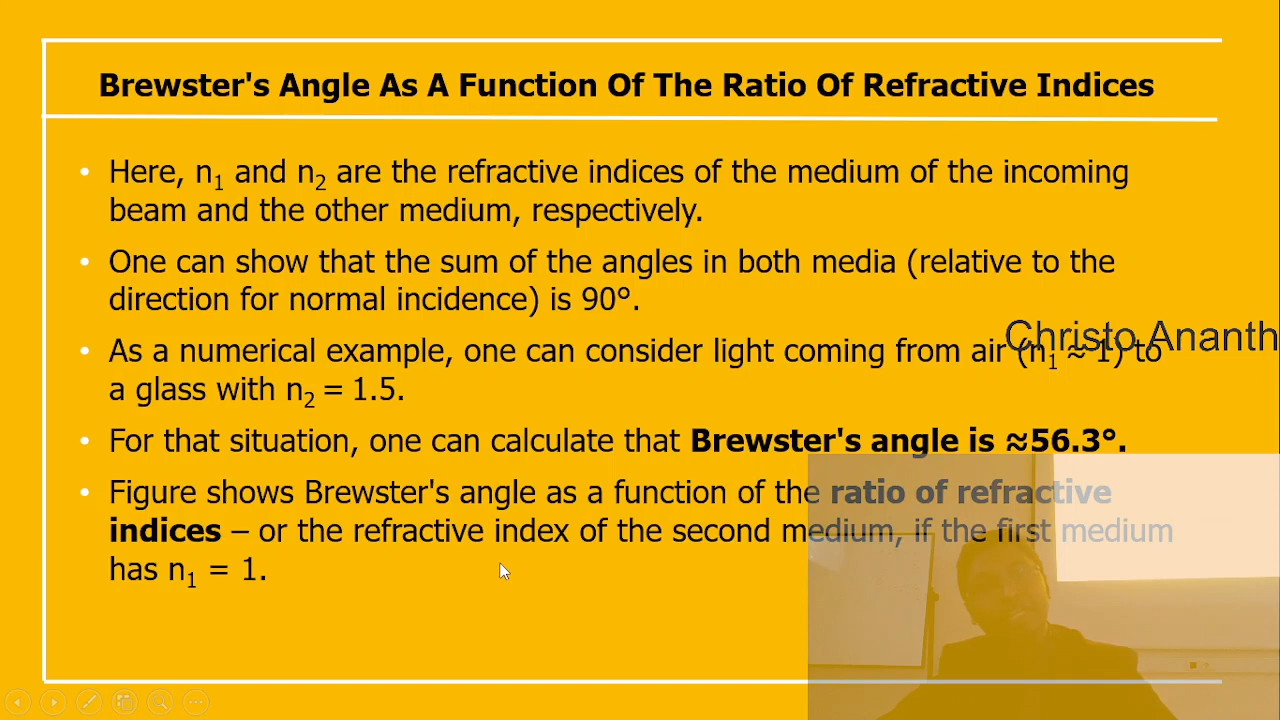 Brewster's Angle As A Function Of The Ratio Of Refractive Indices
• Here, n₁ and n₂ are the refractive indices of the medium of the incoming
beam and the other medium, respectively.
• One can show that the sum of the angles in both media (relative to the
direction for normal incidence) is 90°.
Christo Ananth
• As a numerical example, one can consider light coming from air (n₁ ≈ 1) to
a glass with n₂ = 1.5.
• For that situation, one can calculate that Brewster's angle is ≈56.3°.
• Figure shows Brewster's angle as a function of the ratio of refractive
indices – or the refractive index of the second medium, if the first medium
has n₁ = 1.